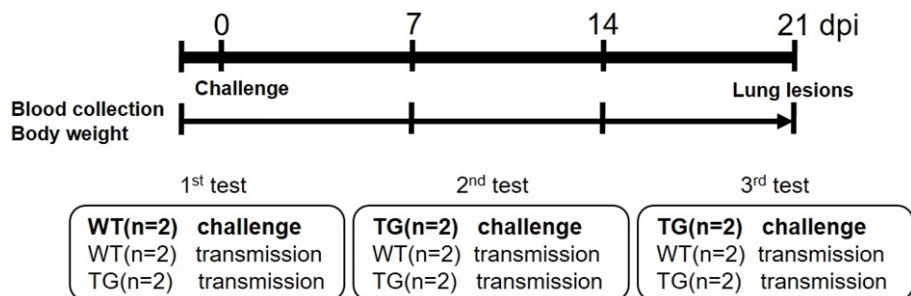 0 7 14 21 dpi
Challenge Lung lesions
Blood collection
Body weight
1st test 2nd test 3rd test
WT(n=2) challenge TG(n=2) challenge TG(n=2) challenge
WT(n=2) transmission WT(n=2) transmission WT(n=2) transmission
TG(n=2) transmission TG(n=2) transmission TG(n=2) transmission